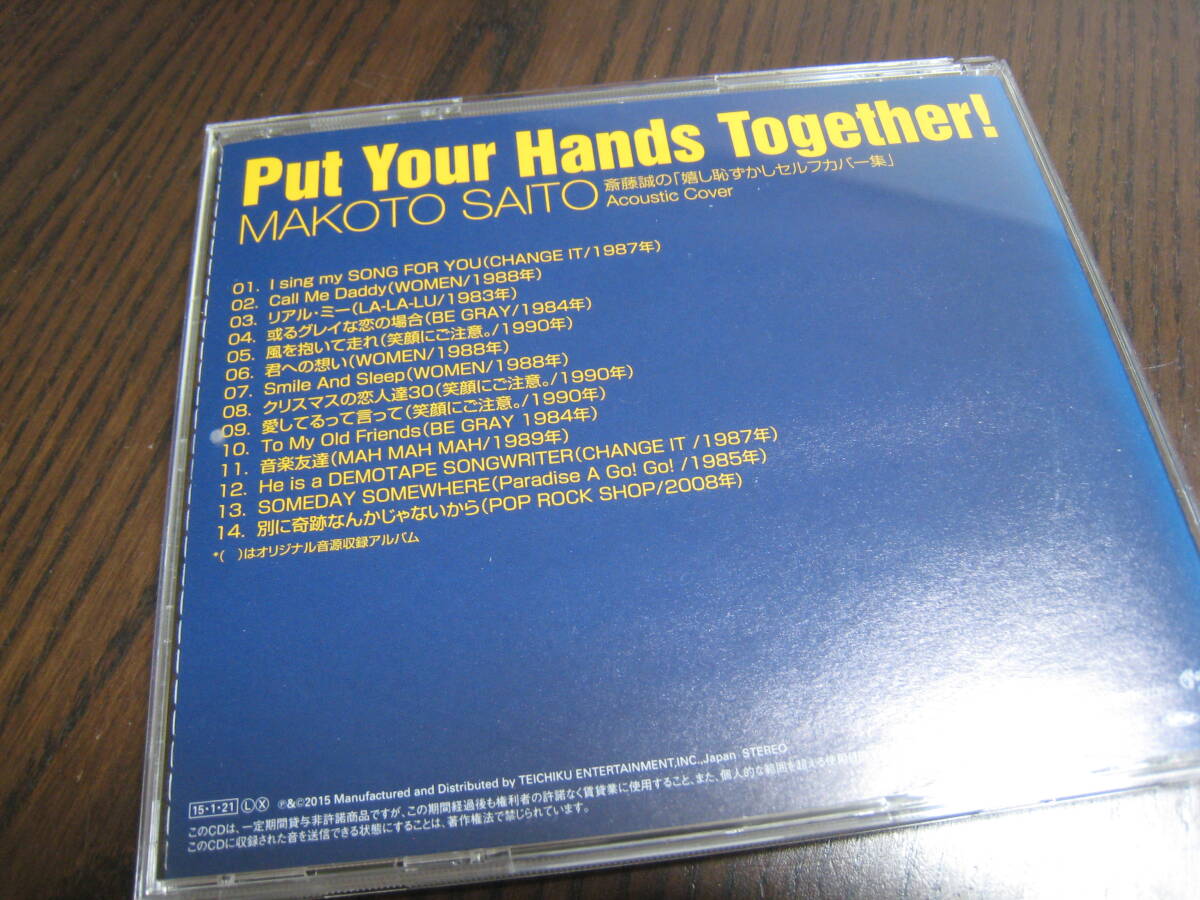 Put Your Hands Together!
MAKOTO SAITO 斎藤誠の「嬉し恥ずかしセルフカバー集」
Acoustic Cover
01. I sing my SONG FOR YOU(CHANGE IT/1987年)
02. Call Me Daddy(WOMEN/1988年)
03. リアル・ミー(LA-LA-LU/1983年)
04. 或るグレイな恋の場合(BE GRAY/1984年)
05. 風を抱いて走れ(笑顔にご注意。/1990年)
06. 君への想い(WOMEN/1988年)
07. Smile And Sleep(WOMEN/1988年)
08. クリスマスの恋人達30(笑顔にご注意。/1990年)
09. 愛してるって言って(笑顔にご注意。/1990年)
10. To My Old Friends(BE GRAY 1984年)
11. 音楽友達(MAH MAH MAH/1989年)
12. He is a DEMOTAPE SONGWRITER(CHANGE IT /1987年)
13. SOMEDAY SOMEWHERE(Paradise A Go! Go! /1985年)
14. 別に奇跡なんかじゃないから(POP ROCK SHOP/2008年)
*( )はオリジナル音源収録アルバム
15・1・21 Ⓛ Ⓧ ℗&©2015 Manufactured and Distributed by TEICHIKU ENTERTAINMENT,INC.,Japan STEREO
このCDは、一定期間貸与非許諾商品ですが、この期間経過後も権利者の許諾なく賃貸業に使用すること、また、個人的な範囲を超える使用目的
このCDに収録された音を送信できる状態にすることは、著作権法で禁じられています。